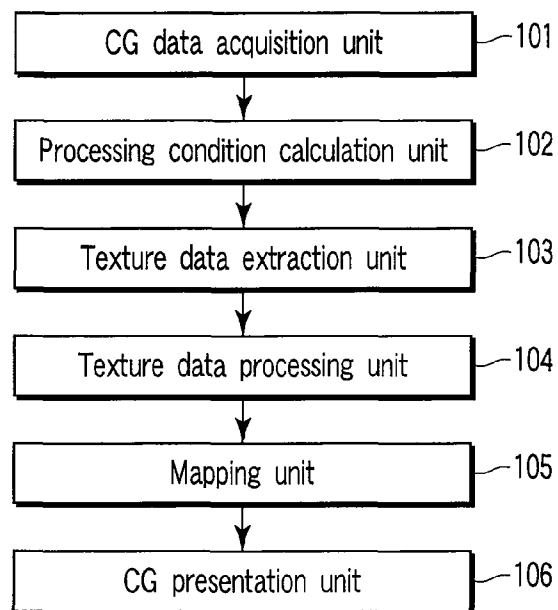 CG data acquisition unit 101
Processing condition calculation unit 102
Texture data extraction unit 103
Texture data processing unit 104
Mapping unit 105
CG presentation unit 106